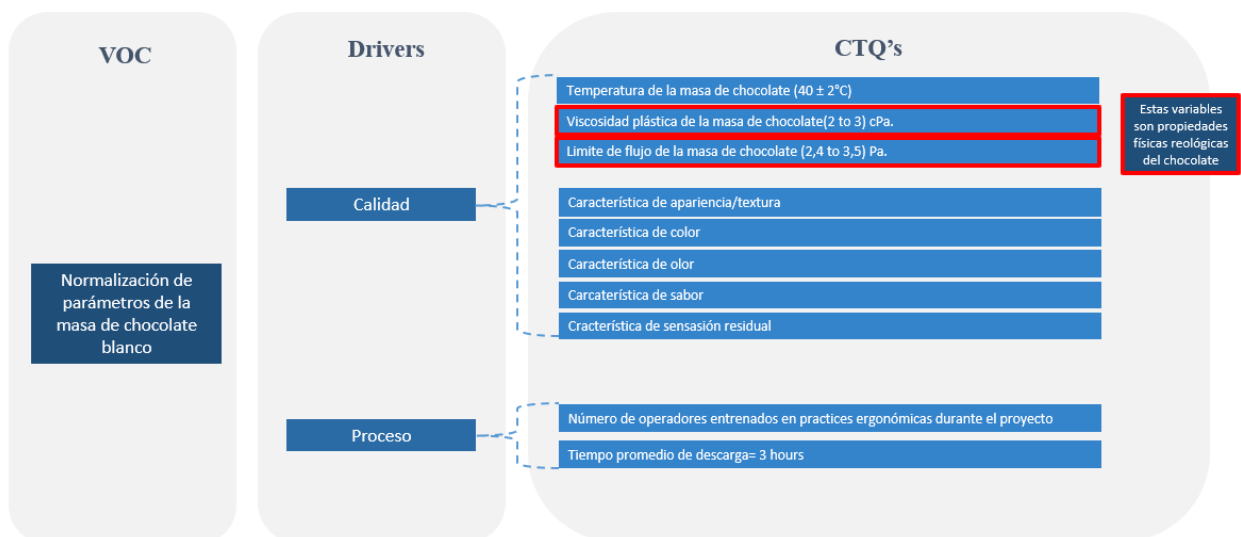 VOC
Drivers
CTQ’s
Temperatura de la masa de chocolate (40 ± 2°C)
Viscosidad plástica de la masa de chocolate(2 to 3) cPa.
Limite de flujo de la masa de chocolate (2,4 to 3,5) Pa.
Estas variables
son propiedades
físicas reológicas
del chocolate
Calidad
Característica de apariencia/textura
Característica de color
Característica de olor
Carcaterística de sabor
Cracterística de sensasión residual
Normalización de
parámetros de la
masa de chocolate
blanco
Proceso
Número de operadores entrenados en practices ergonómicas durante el proyecto
Tiempo promedio de descarga= 3 hours